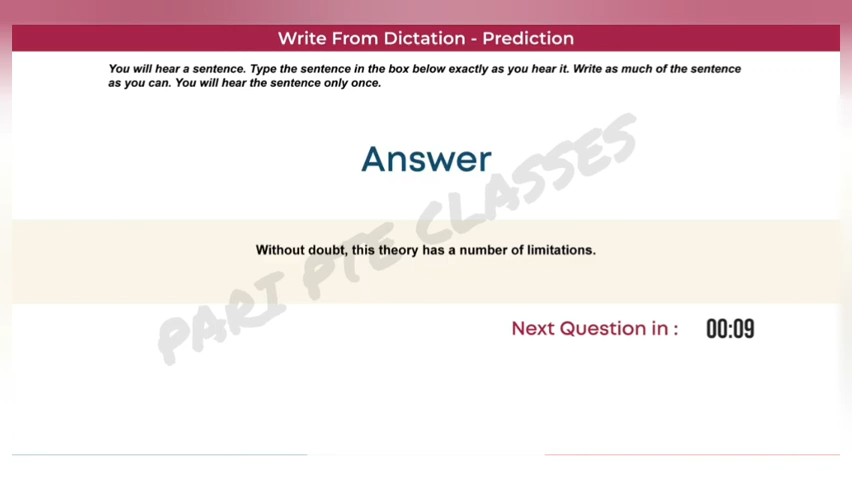 Write From Dictation - Prediction
You will hear a sentence. Type the sentence in the box below exactly as you hear it. Write as much of the sentence
as you can. You will hear the sentence only once.
Answer
PARI PTE CLASSES
Without doubt, this theory has a number of limitations.
Next Question in : 00:09